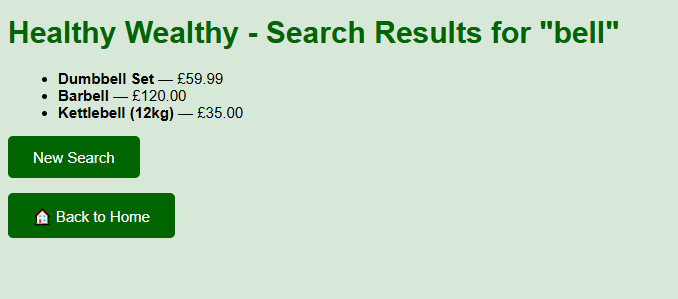 Healthy Wealthy - Search Results for "bell"
• Dumbbell Set — £59.99
• Barbell — £120.00
• Kettlebell (12kg) — £35.00
New Search
🏠 Back to Home